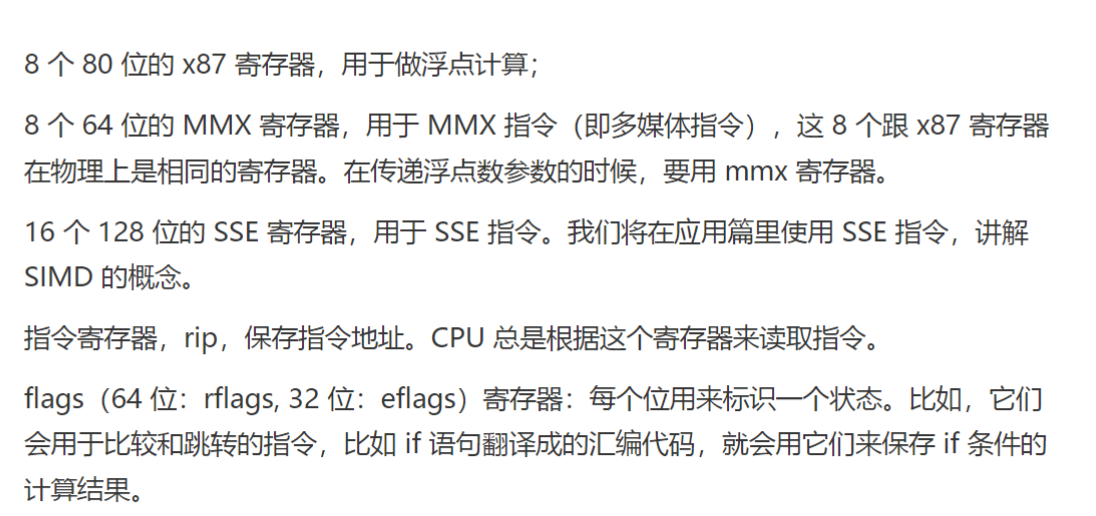 8 个 80 位的 x87 寄存器，用于做浮点计算；
8 个 64 位的 MMX 寄存器，用于 MMX 指令（即多媒体指令），这 8 个跟 x87 寄存器
在物理上是相同的寄存器。在传递浮点数参数的时候，要用 mmx 寄存器。
16 个 128 位的 SSE 寄存器，用于 SSE 指令。我们将在应用篇里使用 SSE 指令，讲解
SIMD 的概念。
指令寄存器，rip，保存指令地址。CPU 总是根据这个寄存器来读取指令。
flags（64 位：rflags, 32 位：eflags）寄存器：每个位用来标识一个状态。比如，它们
会用于比较和跳转的指令，比如 if 语句翻译成的汇编代码，就会用它们来保存 if 条件的
计算结果。